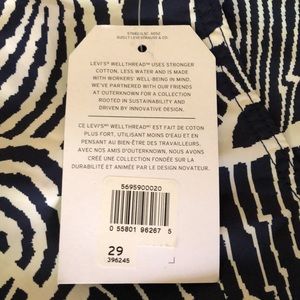 LEVI'S® WELLTHREAD™ USES STRONGER
COTTON, LESS WATER AND IS MADE
WITH WORKERS' WELL-BEING IN MIND.
WE'VE PARTNERED WITH OUR FRIENDS
AT OUTERKNOWN FOR A COLLECTION
ROOTED IN SUSTAINABILITY AND
DRIVEN BY INNOVATIVE DESIGN.
CE LEVI'S® WELLTHREAD™ EST FAIT DE COTON
PLUS FORT, UTILISANT MOINS D'EAU ET EN
PENSANT AU BIEN-ÊTRE DES TRAVAILLEURS.
AVEC NOS AMIS D'OUTERKNOWN, NOUS AVONS
CRÉÉ UNE COLLECTION FONDÉE SUR LA
DURABILITÉ ET ANIMÉE PAR LE DESIGN NOVATEUR.
5695900020
0 55801 96267 5
29
396245